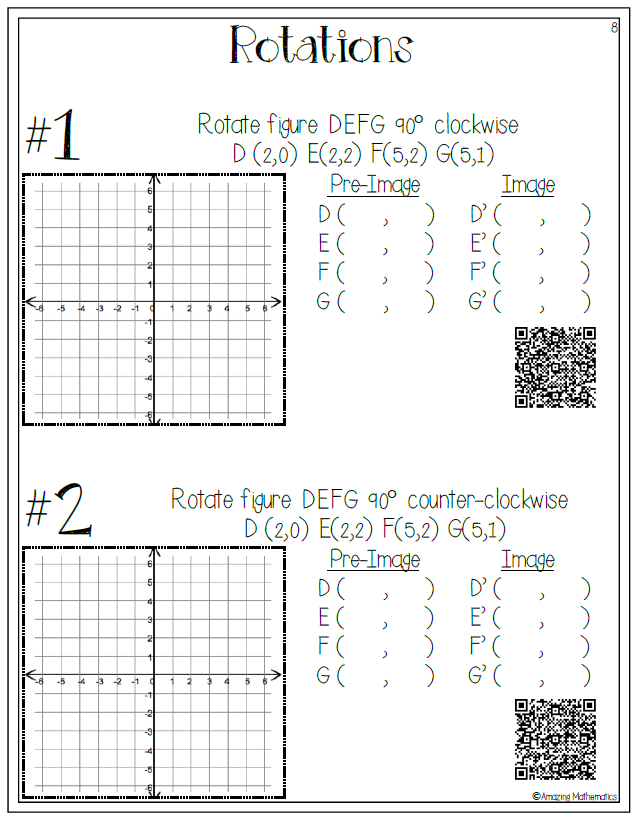 8
Rotations
#1
Rotate figure DEFG 90° clockwise
D (2,0) E(2,2) F(5,2) G(5,1)
Pre-Image Image
D ( , ) D' ( , )
E ( , ) E' ( , )
F ( , ) F' ( , )
G ( , ) G' ( , )
6
5
4
3
2
1
-6 -5 -4 -3 -2 -1 0 1 2 3 4 5 6
-1
-2
-3
-4
-5
-6
#2
Rotate figure DEFG 90° counter-clockwise
D (2,0) E(2,2) F(5,2) G(5,1)
Pre-Image Image
D ( , ) D' ( , )
E ( , ) E' ( , )
F ( , ) F' ( , )
G ( , ) G' ( , )
6
5
4
3
2
1
-6 -5 -4 -3 -2 -1 0 1 2 3 4 5 6
-1
-2
-3
-4
-5
-6
©Amazing Mathematics